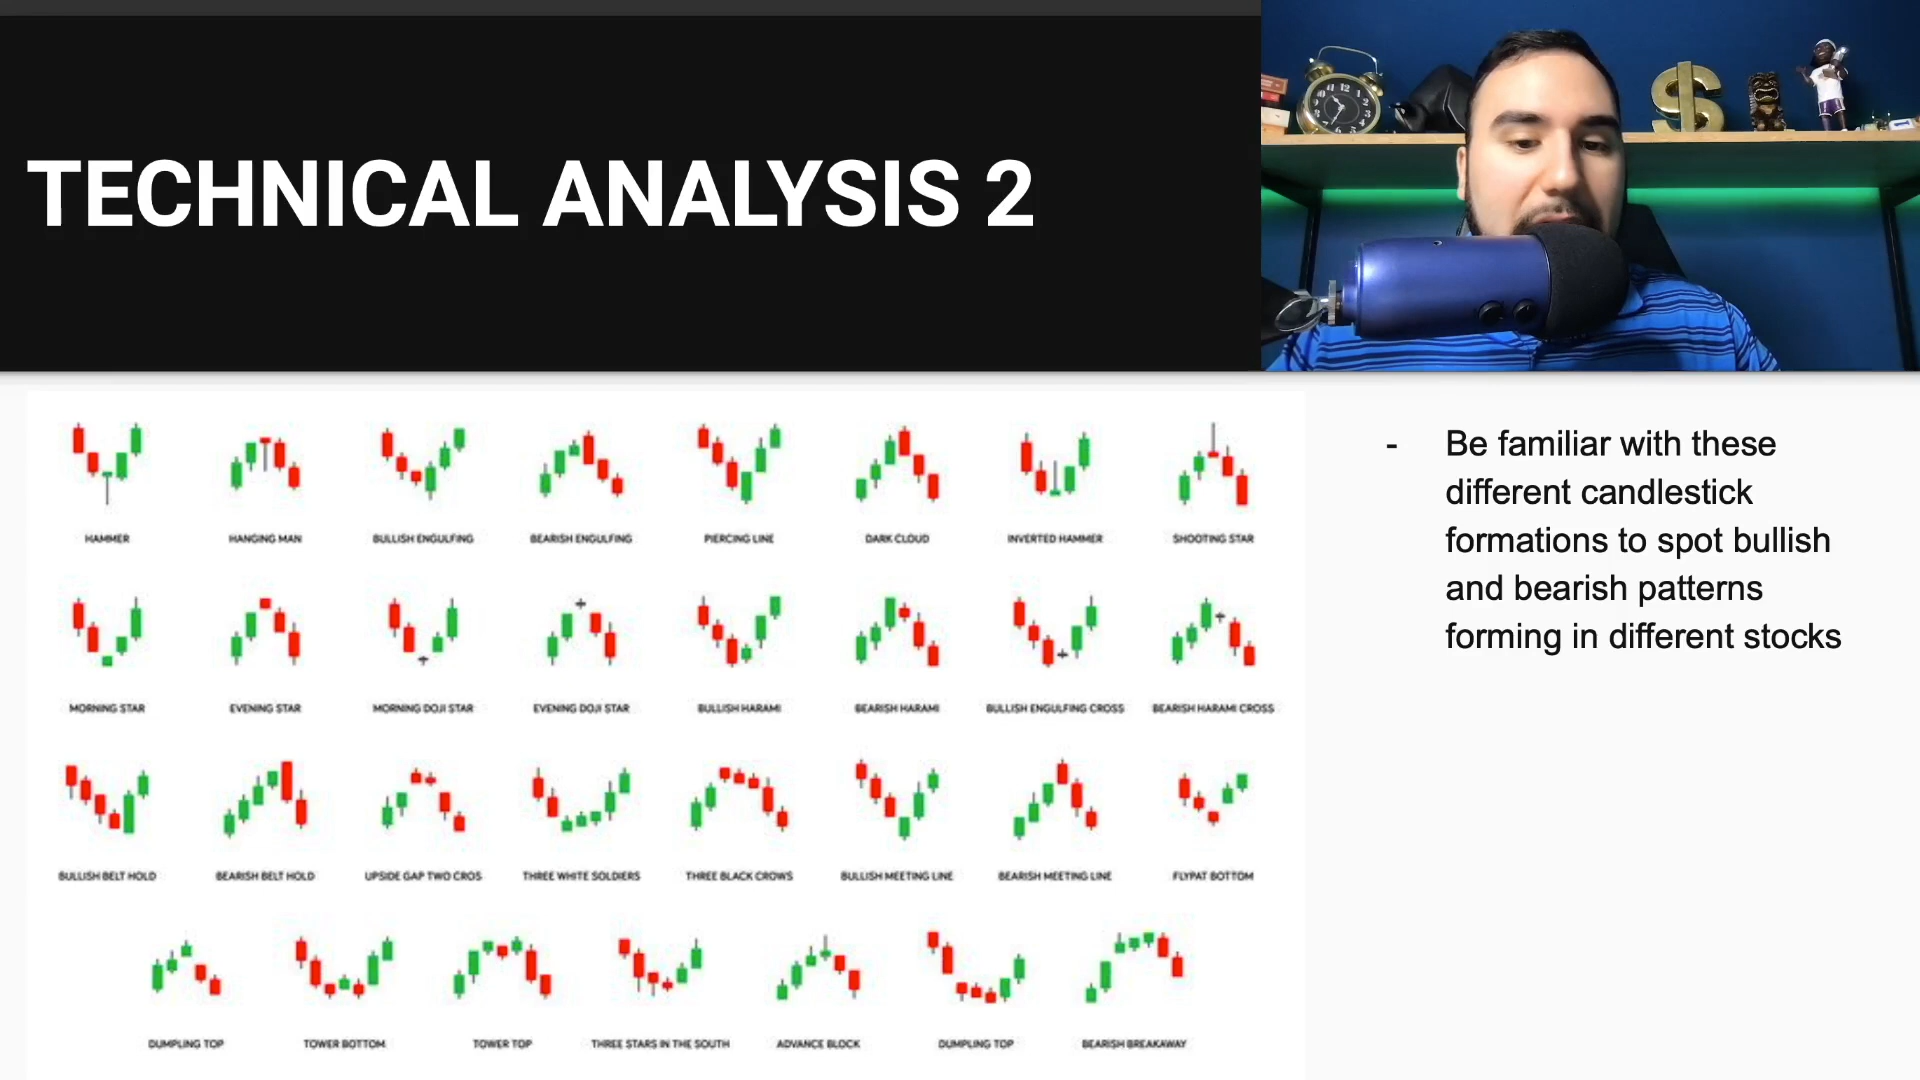 TECHNICAL ANALYSIS 2
HAMMER
HANGING MAN
BULLISH ENGULFING
BEARISH ENGULFING
PIERCING LINE
DARK CLOUD
INVERTED HAMMER
SHOOTING STAR
MORNING STAR
EVENING STAR
MORNING DOJI STAR
EVENING DOJI STAR
BULLISH HARAMI
BEARISH HARAMI
BULLISH ENGULFING CROSS
BEARISH HARAMI CROSS
BULLISH BELT HOLD
BEARISH BELT HOLD
UPSIDE GAP TWO CROS
THREE WHITE SOLDIERS
THREE BLACK CROWS
BULLISH MEETING LINE
BEARISH MEETING LINE
FLYPAT BOTTOM
DUMPLING TOP
TOWER BOTTOM
TOWER TOP
THREE STARS IN THE SOUTH
ADVANCE BLOCK
DUMPLING TOP
BEARISH BREAKAWAY
- Be familiar with these
different candlestick
formations to spot bullish
and bearish patterns
forming in different stocks